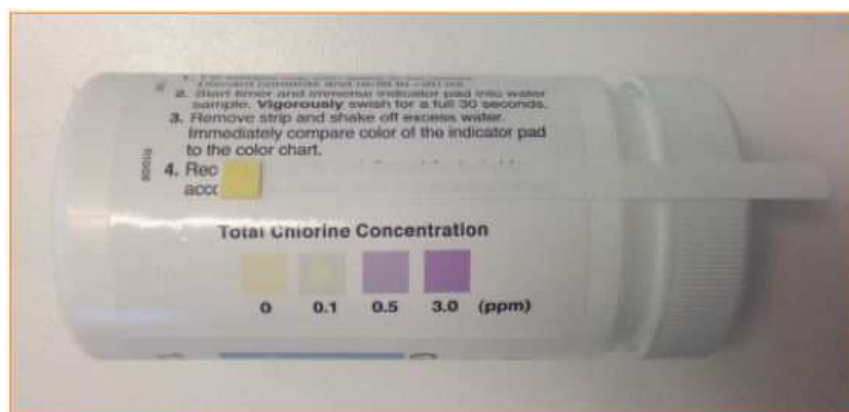 2. Start timer and immerse indicator pad into water
sample. Vigorously swish for a full 30 seconds.
3. Remove strip and shake off excess water.
Immediately compare color of the indicator pad
to the color chart.
4. Rec
acc
Total Chlorine Concentration
0 0.1 0.5 3.0 (ppm)